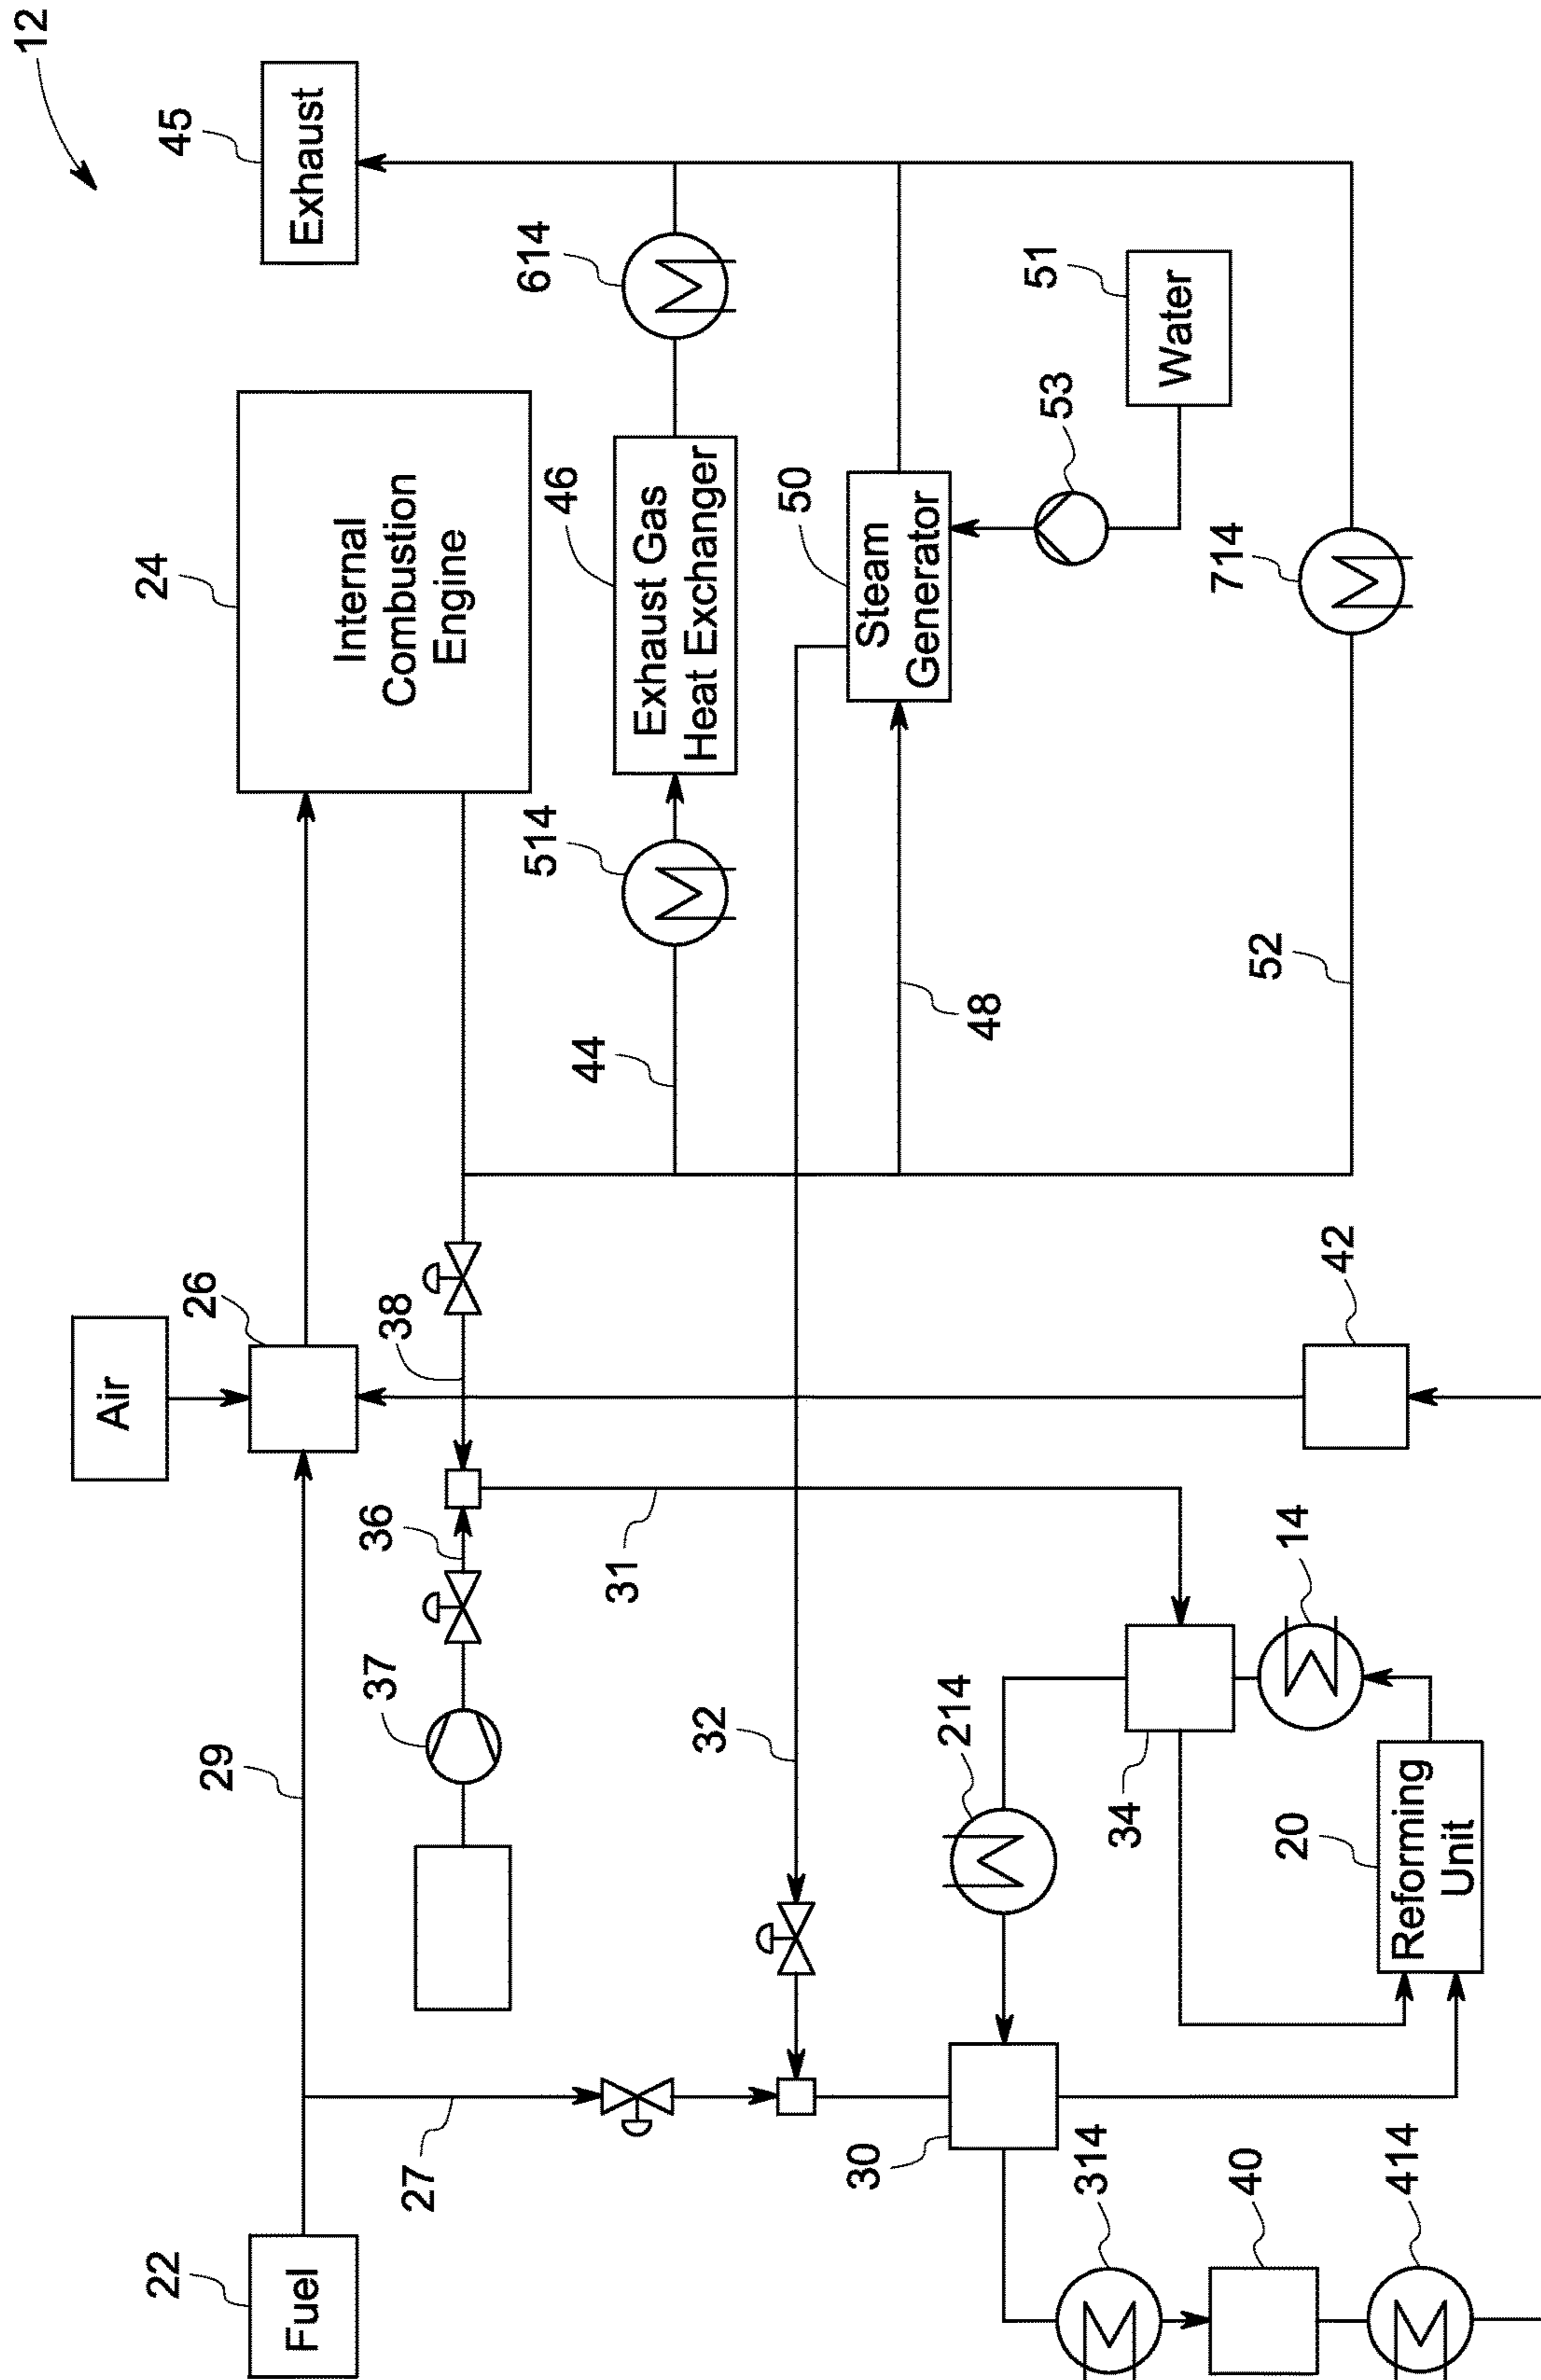 12
Air
22
24
45
26
29
Fuel
Exhaust
Internal
Combustion
Engine
37
36
38
27
514
614
46
44
31
Exhaust Gas
Heat Exchanger
32
50
30
Steam
Generator
214
48
53
51
314
34
Water
714
40
52
20
14
42
414
Reforming
Unit